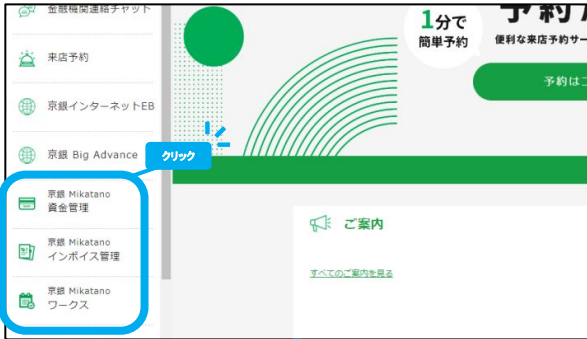 金融機関連絡チャット
来店予約
京銀インターネットEB
京銀 Big Advance
クリック
京銀 Mikatano
資金管理
京銀 Mikatano
インボイス管理
京銀 Mikatano
ワークス
1分で
簡単予約
予約
便利な来店予約サー
予約はこ
ご案内
すべてのご案内を見る